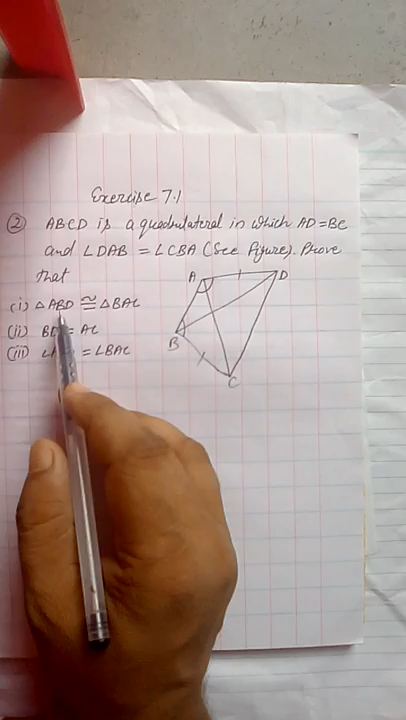 Exercise 7.1
② ABCD is a quadrilateral in which AD = BC
and ∠DAB = ∠CBA (See Figure). Prove
that
(i) △ABD ≅ △BAC
(ii) BD = AC
(iii) = ∠BAC
A D
B
C